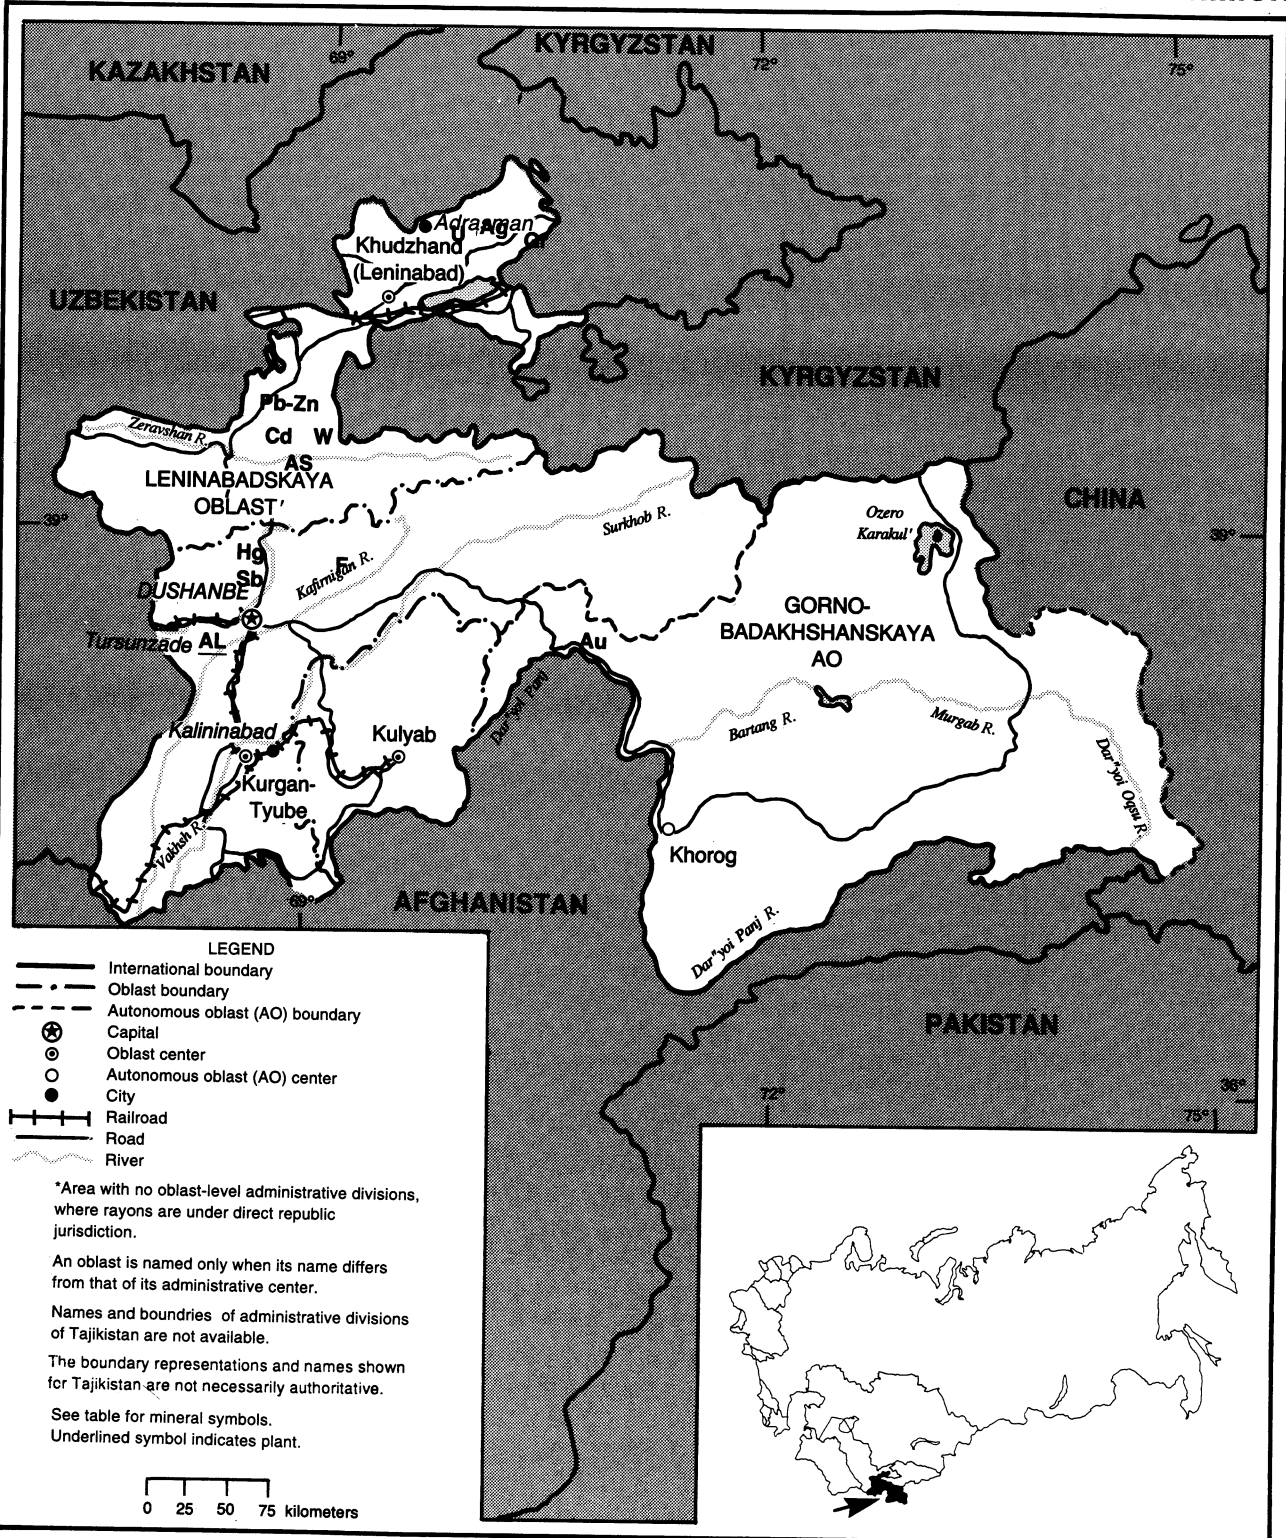 KYRGYZSTAN
KAZAKHSTAN
69°
72°
75°
Adrasman
U Ag
Khudzhand
(Leninabad)
UZBEKISTAN
KYRGYZSTAN
Pb-Zn
Zeravshan R.
Cd W
AS
LENINABADSKAYA
OBLAST'
CHINA
39°
Surkhob R.
Ozero
Karakul'
39°
Hg
F
Sb
Kafirnigan R.
DUSHANBE
GORNO-
BADAKHSHANSKAYA
AO
Tursunzade AL
Au
Dar"yoi Panj
Bartang R.
Murgab R.
Kalininabad
Kulyab
Dar"yoi Oqsu R.
Kurgan-
Tyube
Vakhsh R.
Khorog
69°
AFGHANISTAN
Dar"yoi Panj R.
PAKISTAN
72°
36°
75°
LEGEND
International boundary
Oblast boundary
Autonomous oblast (AO) boundary
Capital
Oblast center
Autonomous oblast (AO) center
City
Railroad
Road
River
*Area with no oblast-level administrative divisions,
where rayons are under direct republic
jurisdiction.
An oblast is named only when its name differs
from that of its administrative center.
Names and boundries of administrative divisions
of Tajikistan are not available.
The boundary representations and names shown
for Tajikistan are not necessarily authoritative.
See table for mineral symbols.
Underlined symbol indicates plant.
0 25 50 75 kilometers